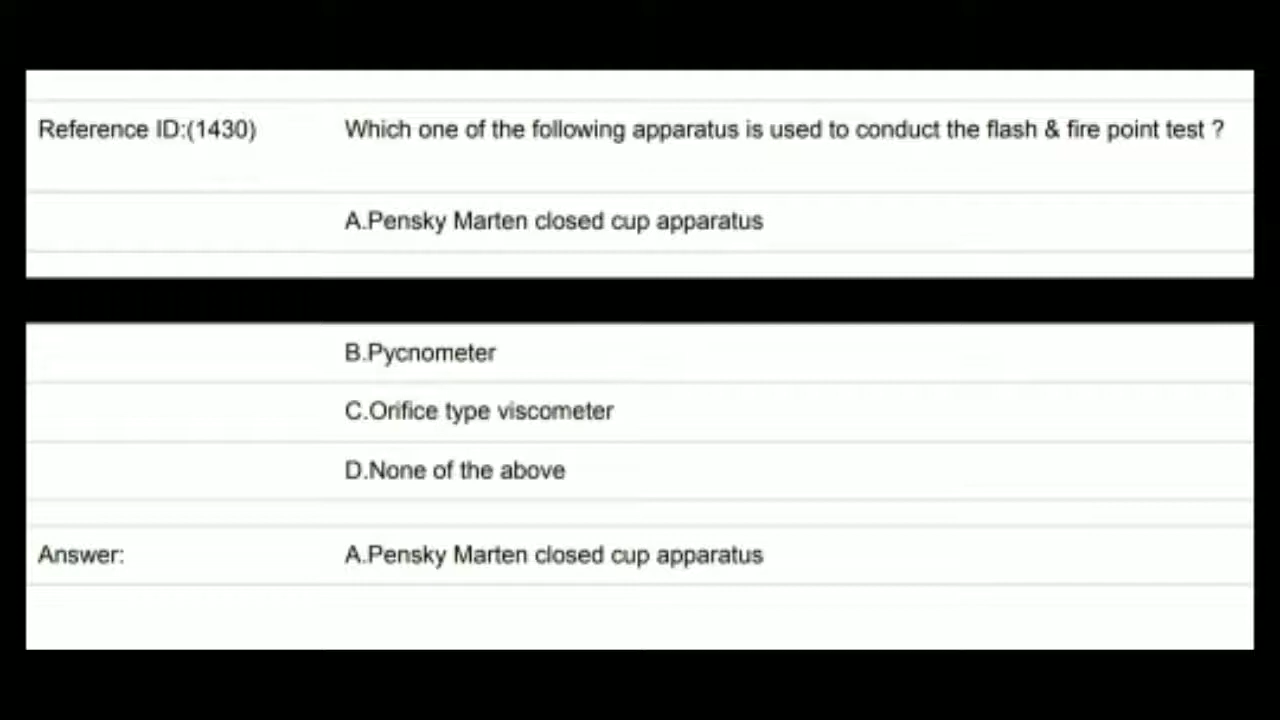 Reference ID:(1430) Which one of the following apparatus is used to conduct the flash & fire point test ?
A.Pensky Marten closed cup apparatus
B.Pycnometer
C.Orifice type viscometer
D.None of the above
Answer: A.Pensky Marten closed cup apparatus